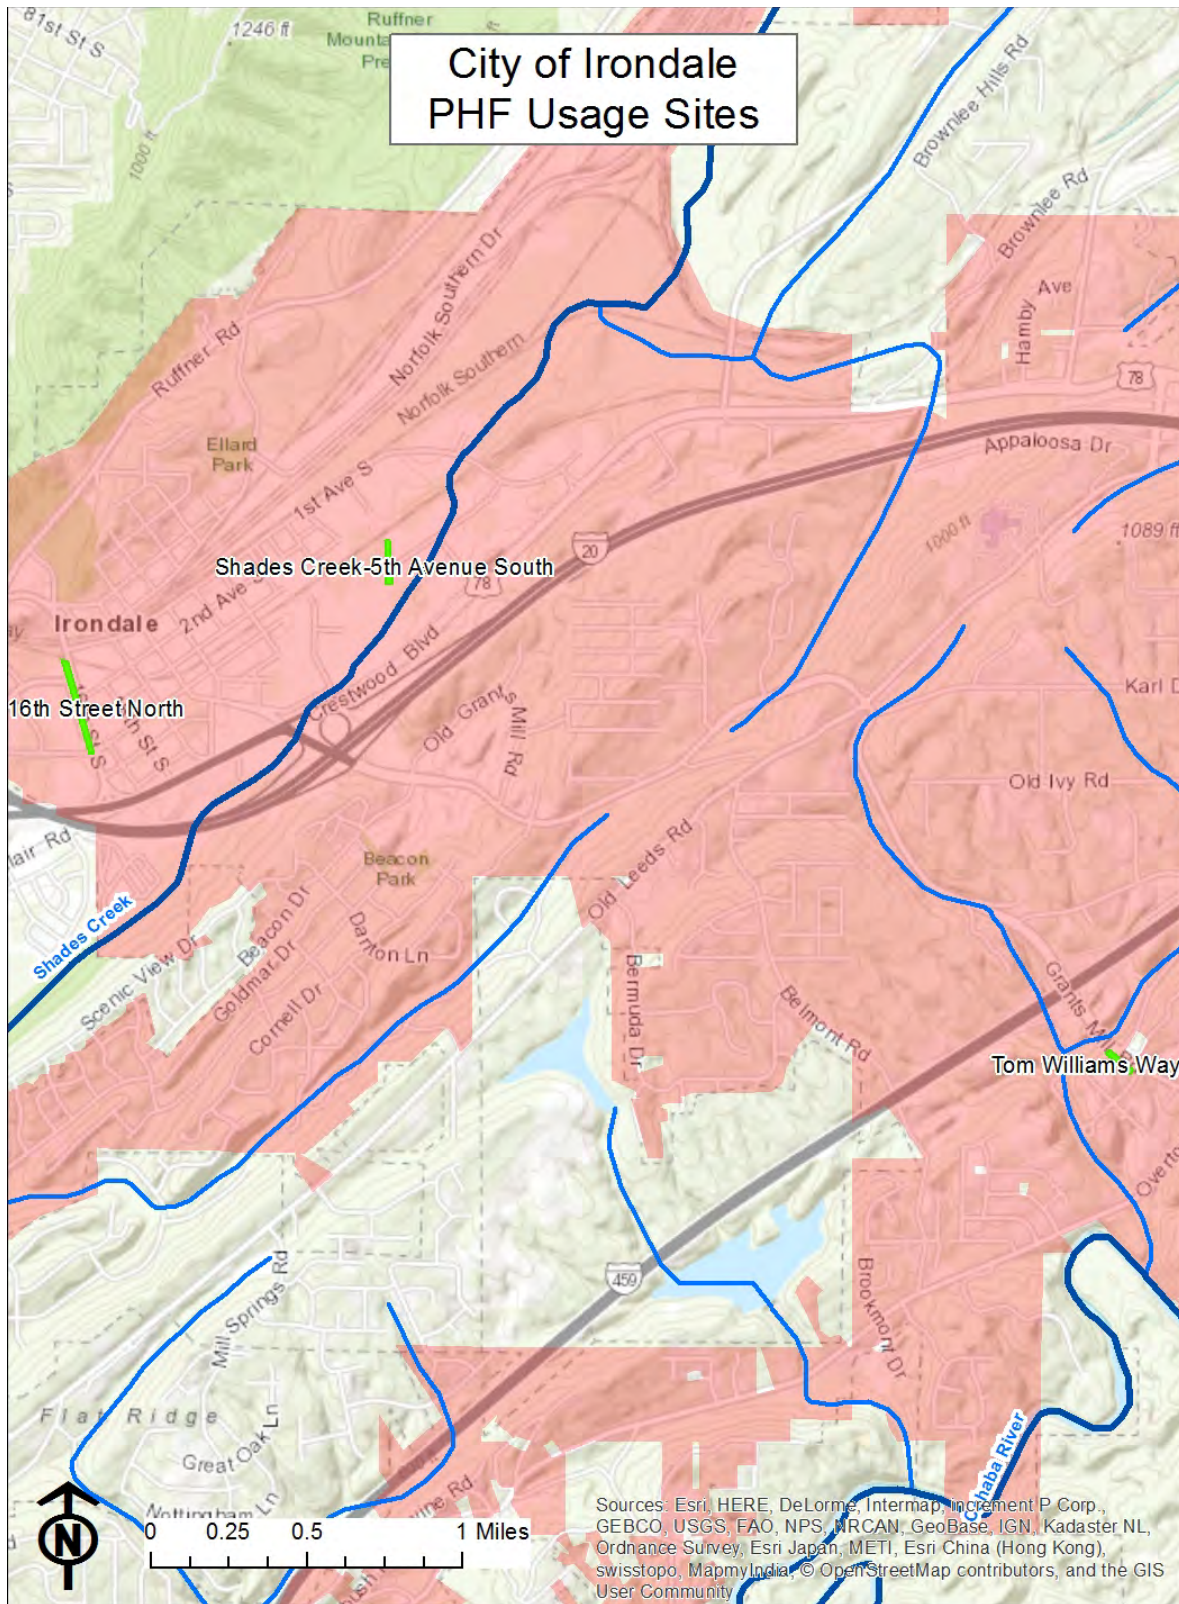 81st St S
1246 ft
Ruffner
City of Irondale
PHF Usage Sites
1000 ft
Brownlee Hills Rd
Brownlee Rd
Hamby
Ave
Norfolk Southern Dr
Ruffner Rd
Norfolk Southern
78
Ellard
Park
Appaloosa Dr
1st Ave S
20
1000 ft
1089 ft
Shades Creek-5th Avenue South
78
2nd Ave S
Irondale
Crestwood Blvd
Karl D
16th Street North
Old Grants Mill Rd
Old Ivy Rd
Beacon
Park
Old Leeds Rd
Shades Creek
Scenic View Dr
Beacon Dr
Goldmar Dr
Cornell Dr
Danton Ln
Bermuda Dr
Belmont Rd
Grants Mill
Tom Williams Way
459
Mill Springs Rd
Brookmont Dr
Flat Ridge
Great Oak Ln
Nottingham Ln
Cahaba River
N
0 0.25 0.5 1 Miles
Sources: Esri, HERE, DeLorme, Intermap, increment P Corp.,
GEBCO, USGS, FAO, NPS, NRCAN, GeoBase, IGN, Kadaster NL,
Ordnance Survey, Esri Japan, METI, Esri China (Hong Kong),
swisstopo, MapmyIndia, © OpenStreetMap contributors, and the GIS
User Community